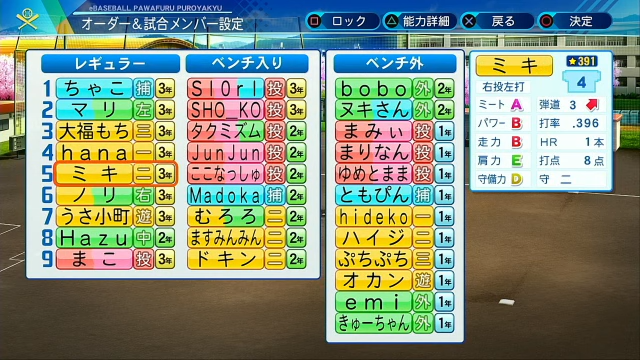 eBASEBALL PAWAFURU PUROYAKYU
オーダー＆試合メンバー設定
ロック 能力詳細 戻る 決定
レギュラー
1 ちゃこ 捕 3年
2 マリ 左 3年
3 大福もち 三 3年
4 hana 一 3年
5 ミキ 二 3年
6 ノリ 右 3年
7 うさ小町 遊 3年
8 Hazu 中 2年
9 まこ 投 3年
ベンチ入り
SlOrl 投 3年
SHO_KO 投 3年
タクミズム 投 2年
JunJun 投 2年
ここなっしゅ 投 2年
Madoka 捕 2年
むろろ 二 2年
ますみんみん 二 2年
ドキン 二 2年
ベンチ外
bobo 外 2年
ヌキさん 外 2年
まみぃ 投 1年
まりなん 投 1年
ゆめとまま 投 1年
ともぴん 捕 1年
hideko 一 1年
ハイジ 二 1年
ぷちぷち 三 1年
オカン 遊 1年
emi 外 1年
きゅーちゃん 外 1年
ミキ
★391
右投左打
4
ミート A 弾道 3
パワー B 打率 .396
走力 B HR 1本
肩力 E 打点 8点
守備力 D 守 二